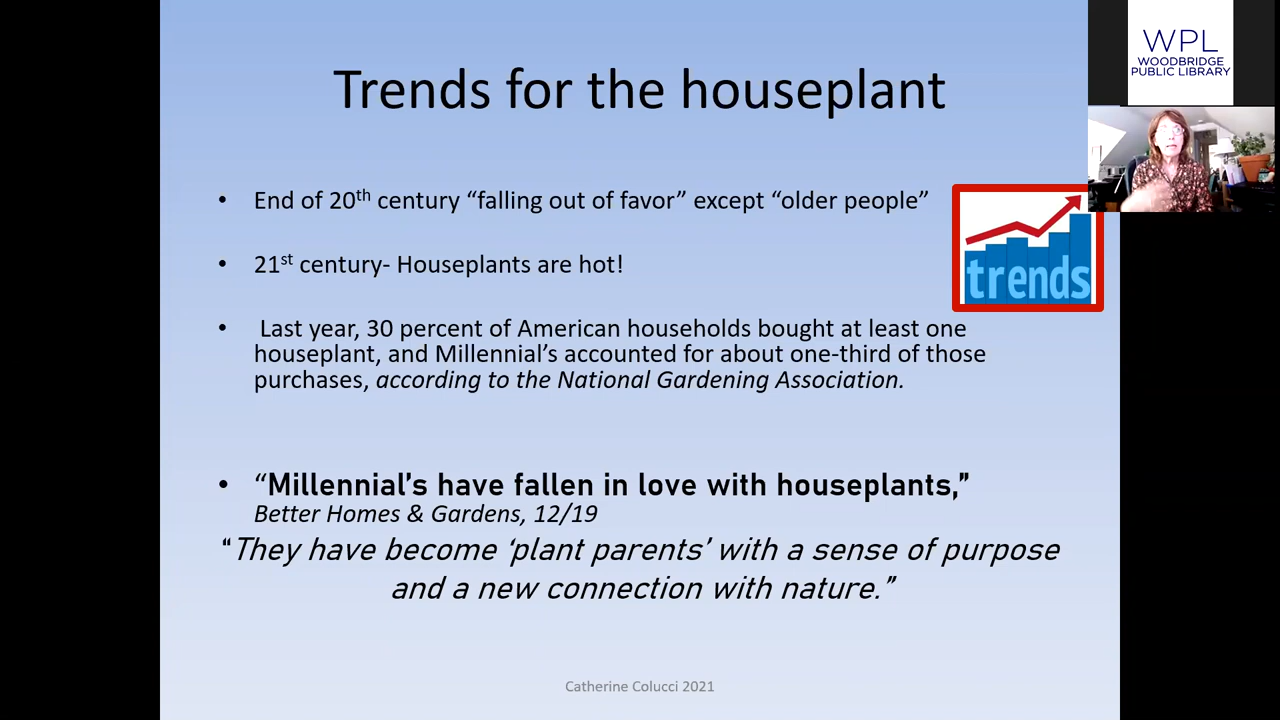 Trends for the houseplant
WPL
WOODBRIDGE
PUBLIC LIBRARY
• End of 20th century “falling out of favor” except “older people”
trends
• 21st century- Houseplants are hot!
• Last year, 30 percent of American households bought at least one
houseplant, and Millennial’s accounted for about one-third of those
purchases, according to the National Gardening Association.
• “Millennial’s have fallen in love with houseplants,”
Better Homes & Gardens, 12/19
“They have become ‘plant parents’ with a sense of purpose
and a new connection with nature.”
Catherine Colucci 2021